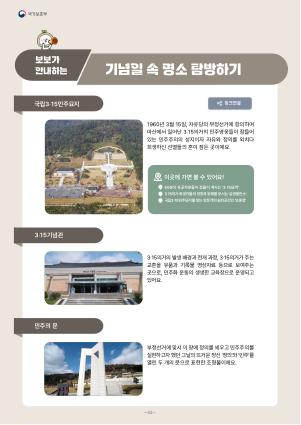 국가보훈부
보보가
안내하는
기념일 속 명소 탐방하기
국립3·15민주묘지
링크연결
1960년 3월 15일, 자유당의 부정선거에 항의하여
마산에서 일어난 3·15의거의 민주영령들이 잠들어
있는 민주주의의 성지이자 자유와 정의를 외치다
희생하신 선열들의 혼이 잠든 곳이에요.
이곳에 가면 볼 수 있어요!
3·15기념관
3·15의거의 발생 배경과 전개 과정, 3·15의거가 주는
교훈을 유품과 기록물 영상자료 등으로 보여주는
곳으로, 민주화 운동의 생생한 교육장으로 운영되고
있어요.
민주의 문
부정선거에 맞서 이 땅에 정의를 세우고 민주주의를
실현하고자 했던 그날의 뜨거운 정신 '정의'와 '민주'를
열린 두 개의 문으로 표현한 조형물이에요.